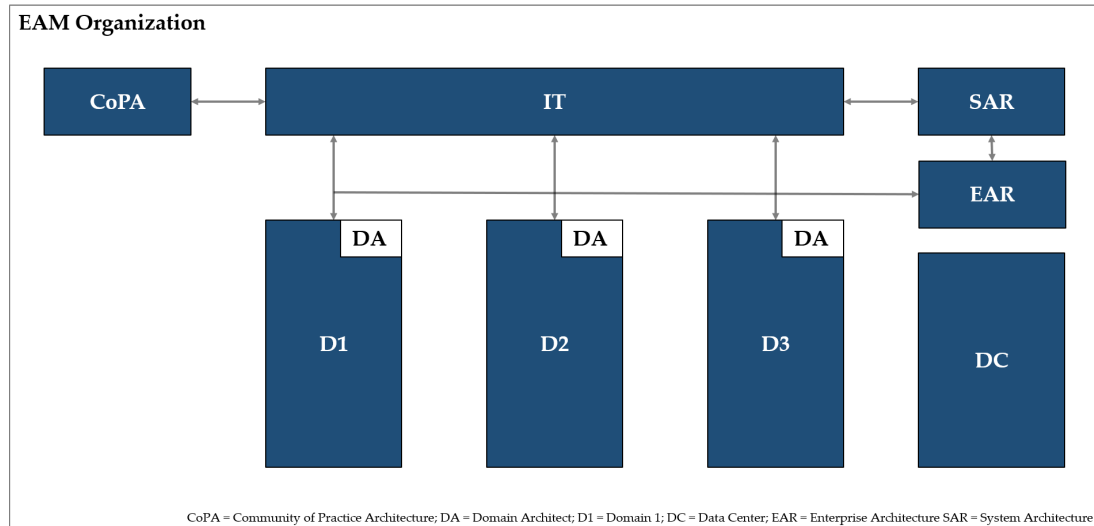 EAM Organization
CoPA
IT
SAR
EAR
DA
DA
DA
D1
D2
D3
DC
CoPA = Community of Practice Architecture; DA = Domain Architect; D1 = Domain 1; DC = Data Center; EAR = Enterprise Architecture SAR = System Architecture